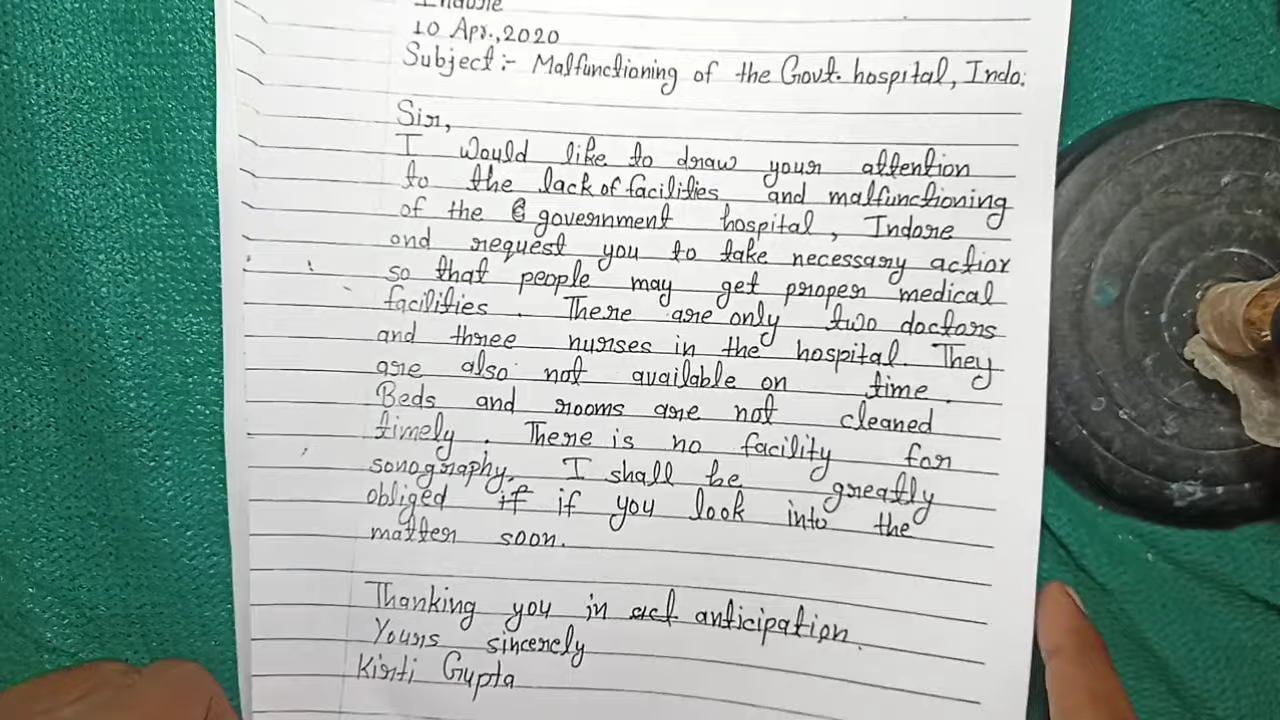 Indore
10 Apr.,2020
Subject:- Malfunctioning of the Govt. hospital, Indo.
Sir,
I would like to draw your attention
to the lack of facilities and malfunctioning
of the government hospital, Indore
and request you to take necessary action
so that people may get proper medical
facilities. There are only two doctors
and three nurses in the hospital. They
are also not available on time.
Beds and rooms are not cleaned
timely. There is no facility for
sonography. I shall be greatly
obliged if if you look into the
matter soon.
Thanking you in act anticipation.
Yours sincerely
Kirti Gupta